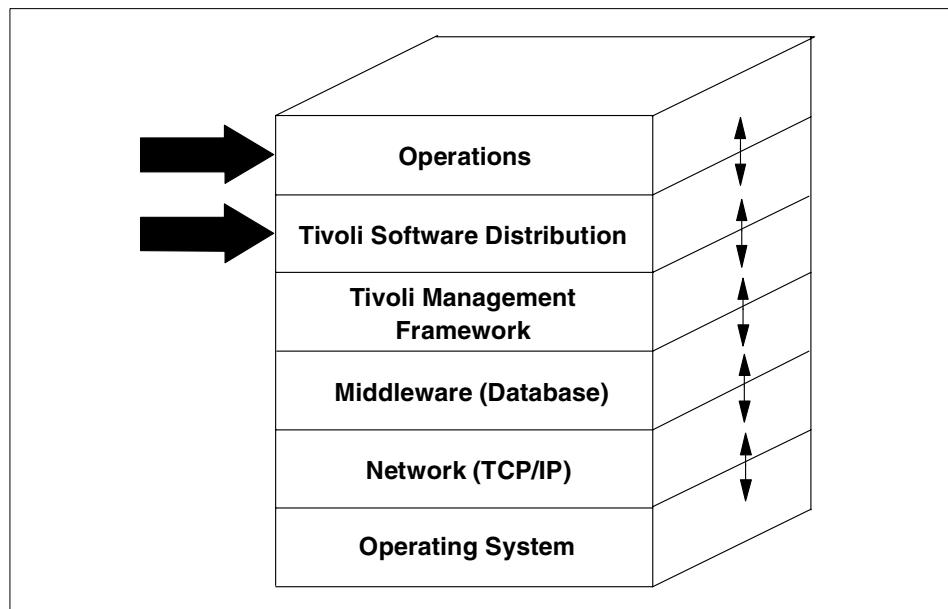 Operations
Tivoli Software Distribution
Tivoli Management
Framework
Middleware (Database)
Network (TCP/IP)
Operating System